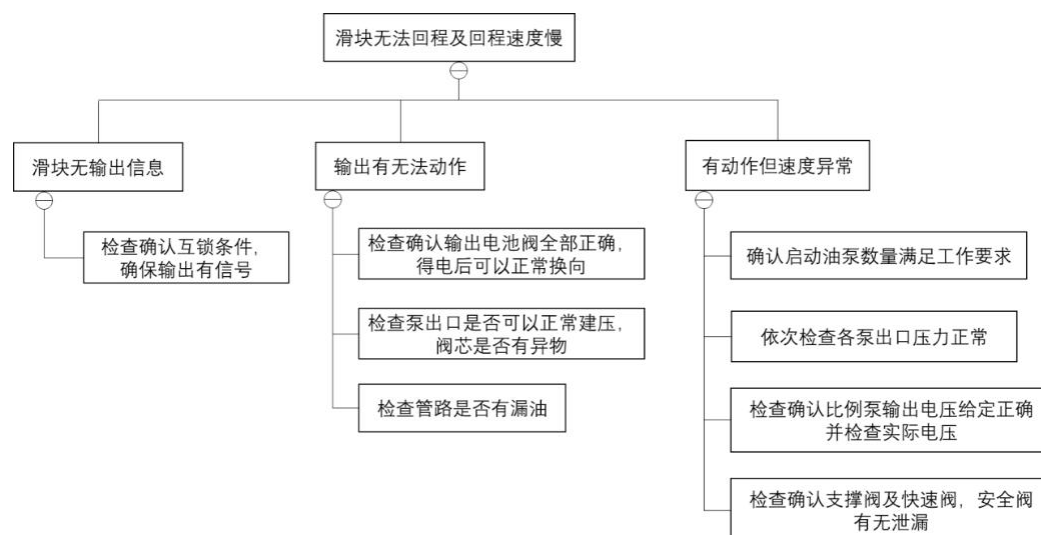 滑块无法回程及回程速度慢
滑块无输出信息
检查确认互锁条件，
确保输出有信号
输出有无法动作
检查确认输出电池阀全部正确，
得电后可以正常换向
检查泵出口是否可以正常建压，
阀芯是否有异物
检查管路是否有漏油
有动作但速度异常
确认启动油泵数量满足工作要求
依次检查各泵出口压力正常
检查确认比例泵输出电压给定正确
并检查实际电压
检查确认支撑阀及快速阀，安全阀
有无泄漏